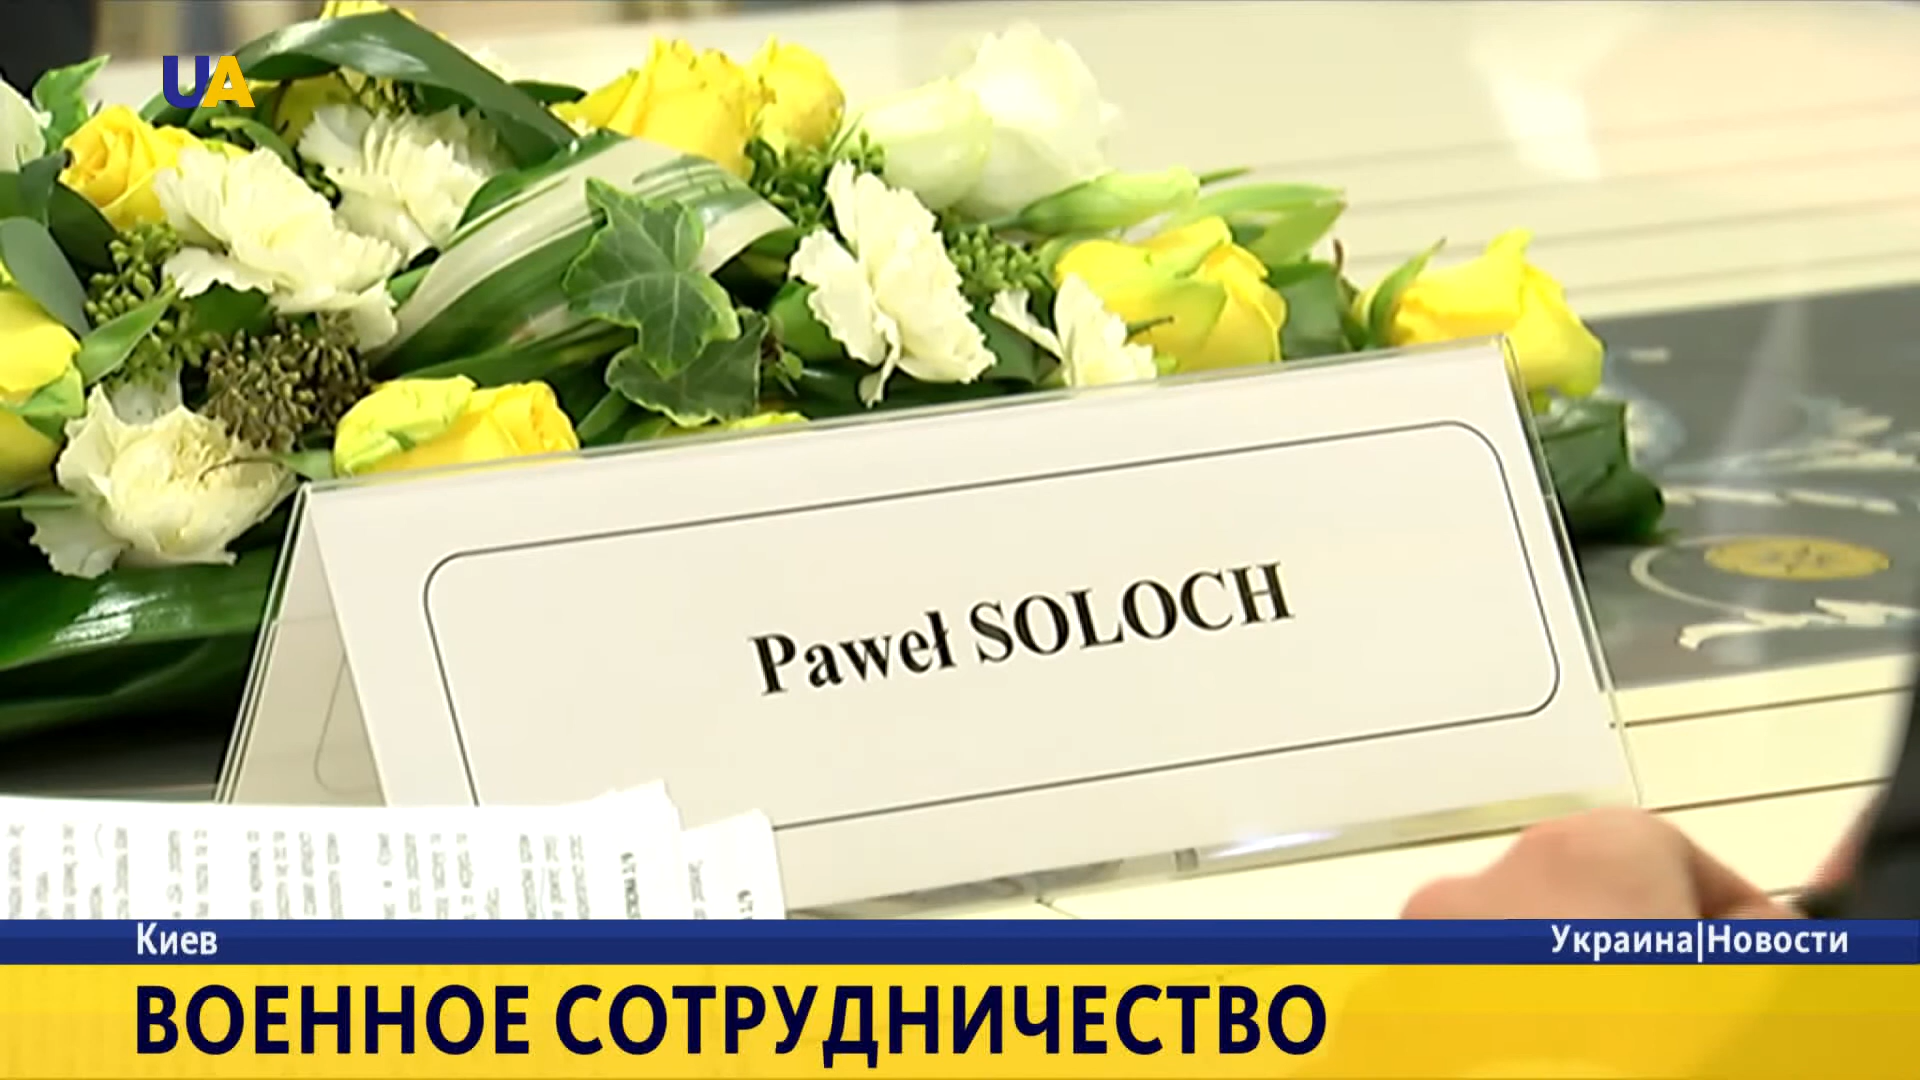 UA
Paweł SOLOCH
Киев
Украина|Новости
ВОЕННОЕ СОТРУДНИЧЕСТВО